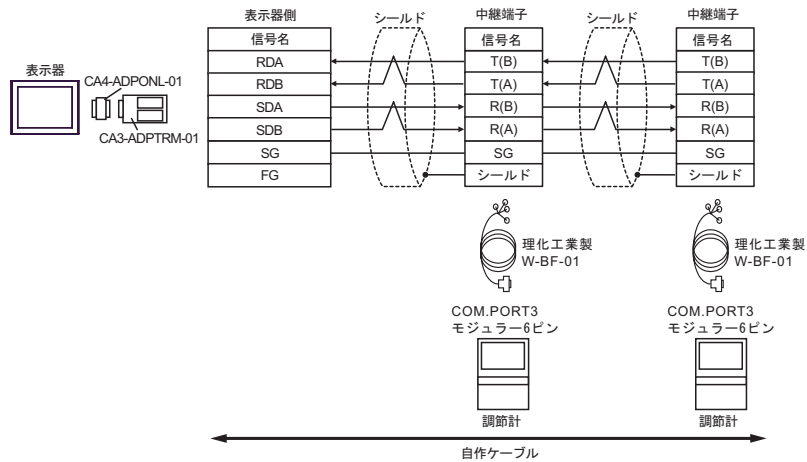 表示器
CA4-ADPONL-01
CA3-ADPTRM-01
表示器側
信号名
RDA
RDB
SDA
SDB
SG
FG
シールド
中継端子
信号名
T(B)
T(A)
R(B)
R(A)
SG
シールド
シールド
中継端子
信号名
T(B)
T(A)
R(B)
R(A)
SG
シールド
理化工業製
W-BF-01
理化工業製
W-BF-01
COM.PORT3
モジュラー6ピン
COM.PORT3
モジュラー6ピン
調節計
調節計
自作ケーブル